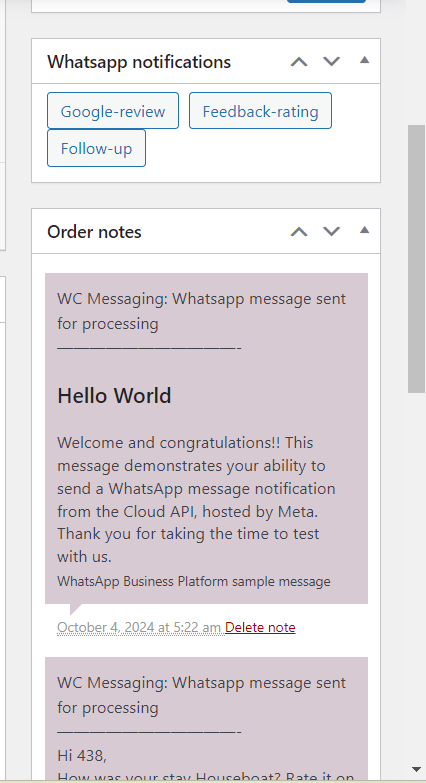 Whatsapp notifications
Google-review Feedback-rating
Follow-up
Order notes
WC Messaging: Whatsapp message sent
for processing
————————————-
Hello World
Welcome and congratulations!! This
message demonstrates your ability to
send a WhatsApp message notification
from the Cloud API, hosted by Meta.
Thank you for taking the time to test
with us.
WhatsApp Business Platform sample message
October 4, 2024 at 5:22 am Delete note
WC Messaging: Whatsapp message sent
for processing
————————————-
Hi 438,
How was your stay Houseboat? Rate it on